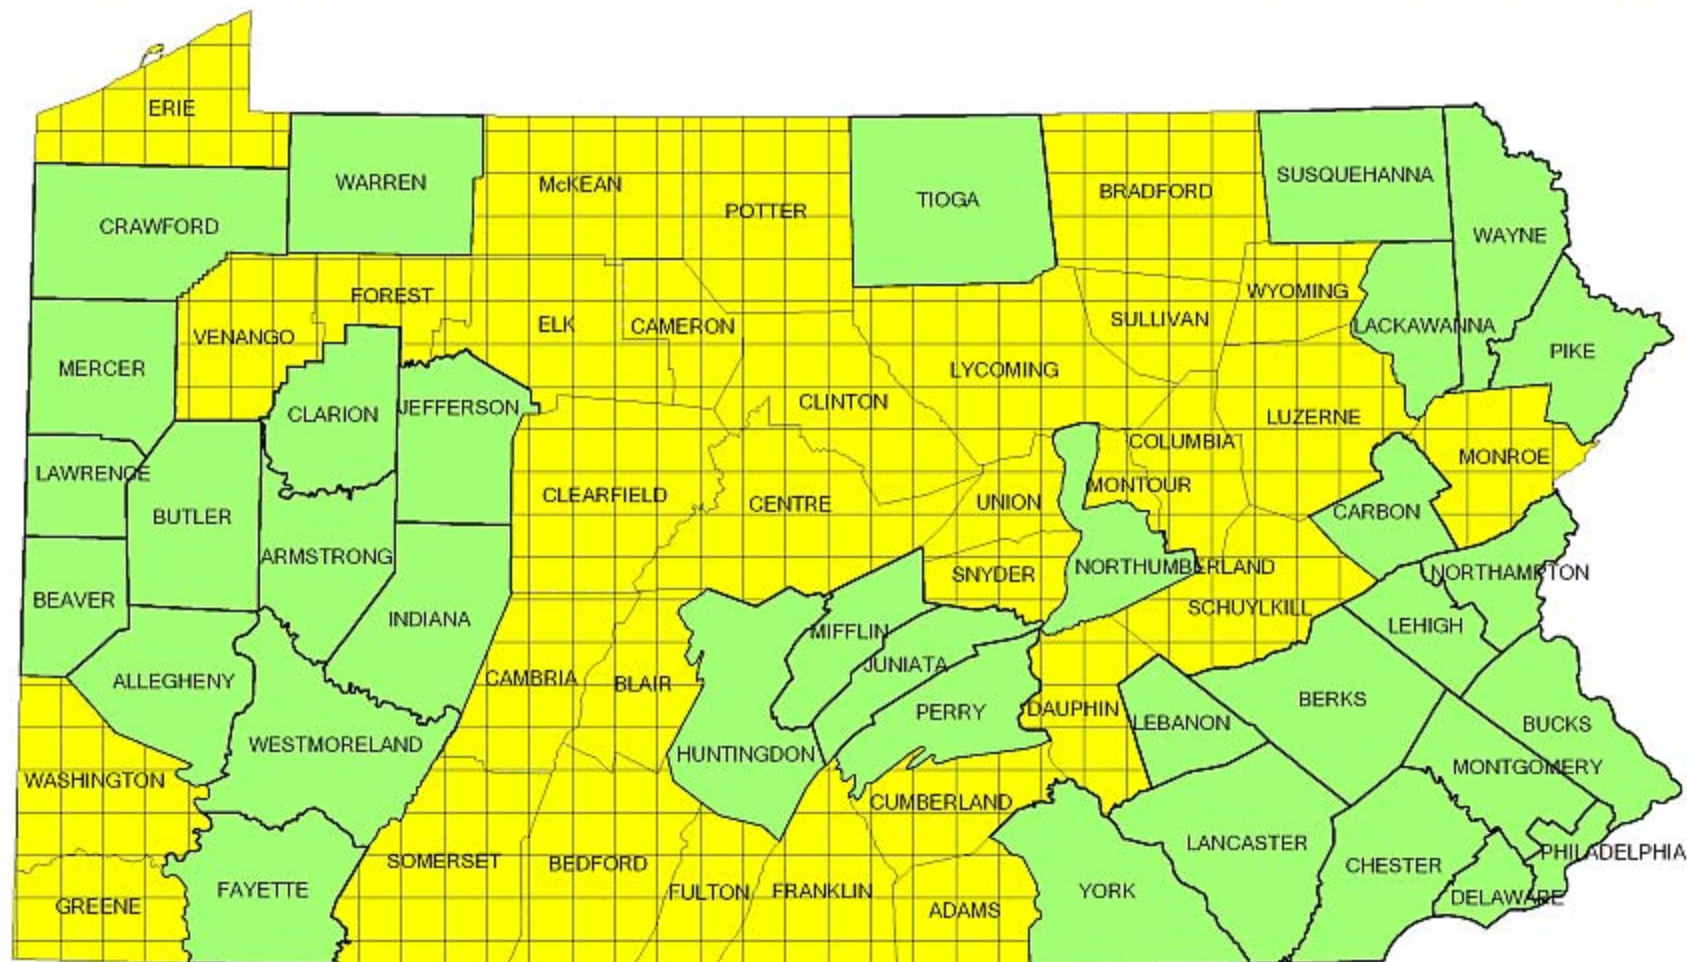 ERIE
WARREN
McKEAN
POTTER
TIOGA
BRADFORD
SUSQUEHANNA
WAYNE
CRAWFORD
FOREST
VENANGO
ELK
CAMERON
SULLIVAN
WYOMING
LACKAWANNA
PIKE
MERCER
CLARION
JEFFERSON
CLINTON
LYCOMING
COLUMBIA
LUZERNE
MONROE
LAWRENCE
BUTLER
CLEARFIELD
CENTRE
UNION
MONTOUR
CARBON
ARMSTRONG
BEAVER
INDIANA
SNYDER
NORTHUMBERLAND
SCHUYLKILL
NORTHAMPTON
LEHIGH
ALLEGHENY
CAMBRIA
BLAIR
MIFFLIN
JUNIATA
PERRY
DAUPHIN
LEBANON
BERKS
BUCKS
WESTMORELAND
HUNTINGDON
MONTGOMERY
WASHINGTON
CUMBERLAND
LANCASTER
CHESTER
PHILADELPHIA
SOMERSET
BEDFORD
FAYETTE
GREENE
FULTON
FRANKLIN
ADAMS
YORK
DELAWARE